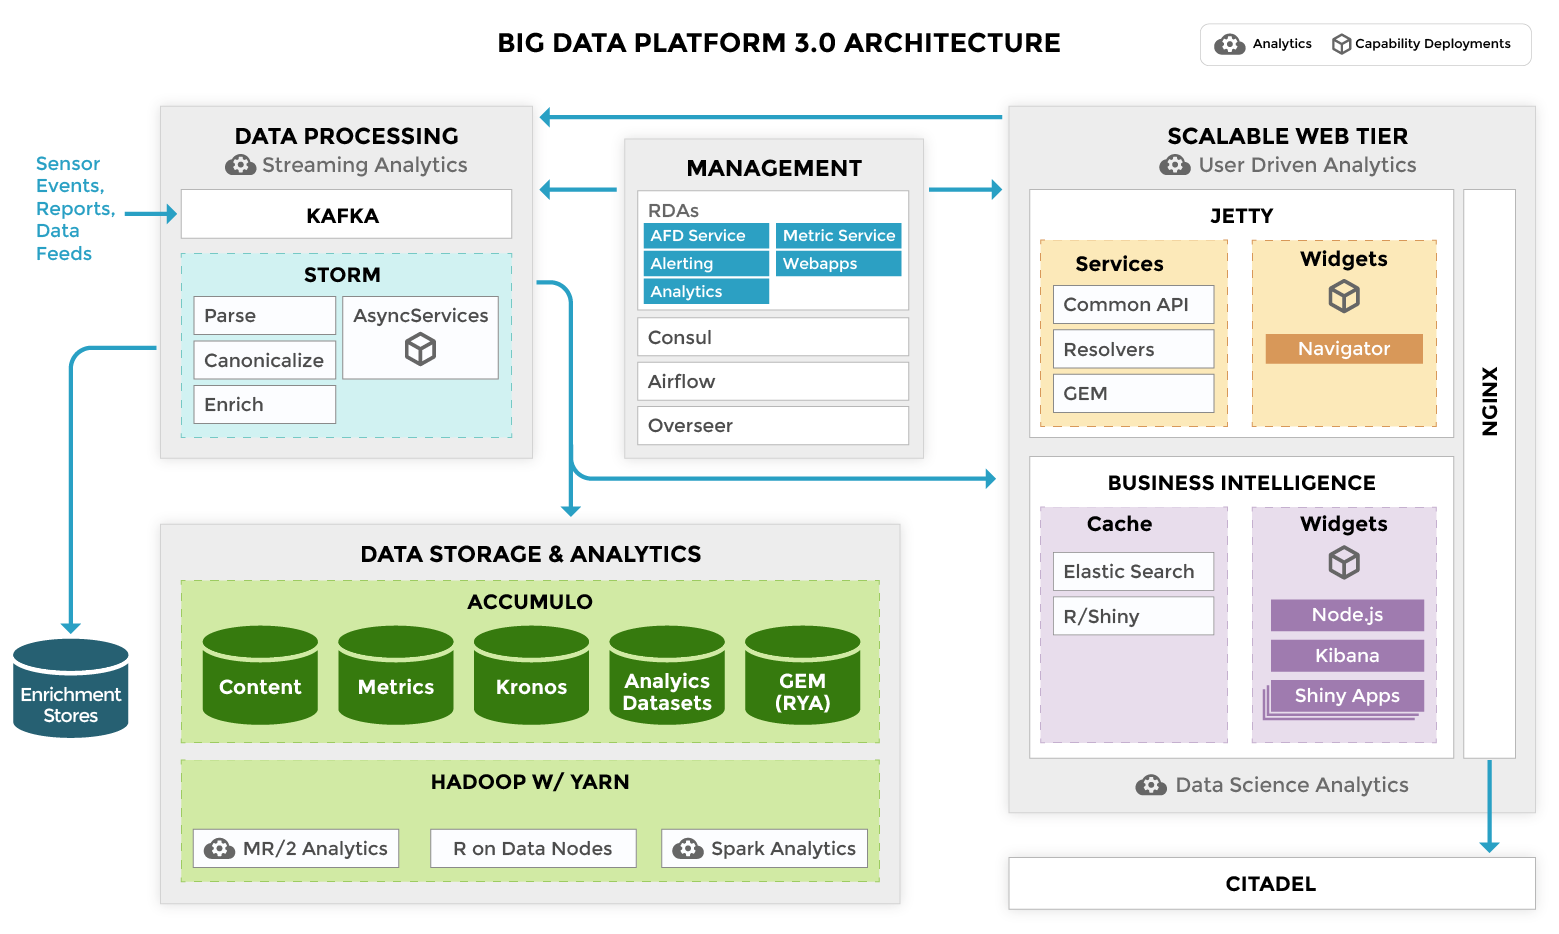 BIG DATA PLATFORM 3.0 ARCHITECTURE
Analytics
Capability Deployments
Sensor
Events,
Reports,
Data
Feeds
DATA PROCESSING
Streaming Analytics
KAFKA
STORM
Parse
AsyncServices
Canonicalize
Enrich
MANAGEMENT
RDAs
AFD Service
Metric Service
Alerting
Webapps
Analytics
Consul
Airflow
Overseer
SCALABLE WEB TIER
User Driven Analytics
JETTY
Services
Common API
Resolvers
GEM
Widgets
Navigator
NGINX
BUSINESS INTELLIGENCE
Cache
Elastic Search
R/Shiny
Widgets
Node.js
Kibana
Shiny Apps
Data Science Analytics
CITADEL
Enrichment
Stores
DATA STORAGE & ANALYTICS
ACCUMULO
Content
Metrics
Kronos
Analyics
Datasets
GEM
(RYA)
HADOOP W/ YARN
MR/2 Analytics
R on Data Nodes
Spark Analytics